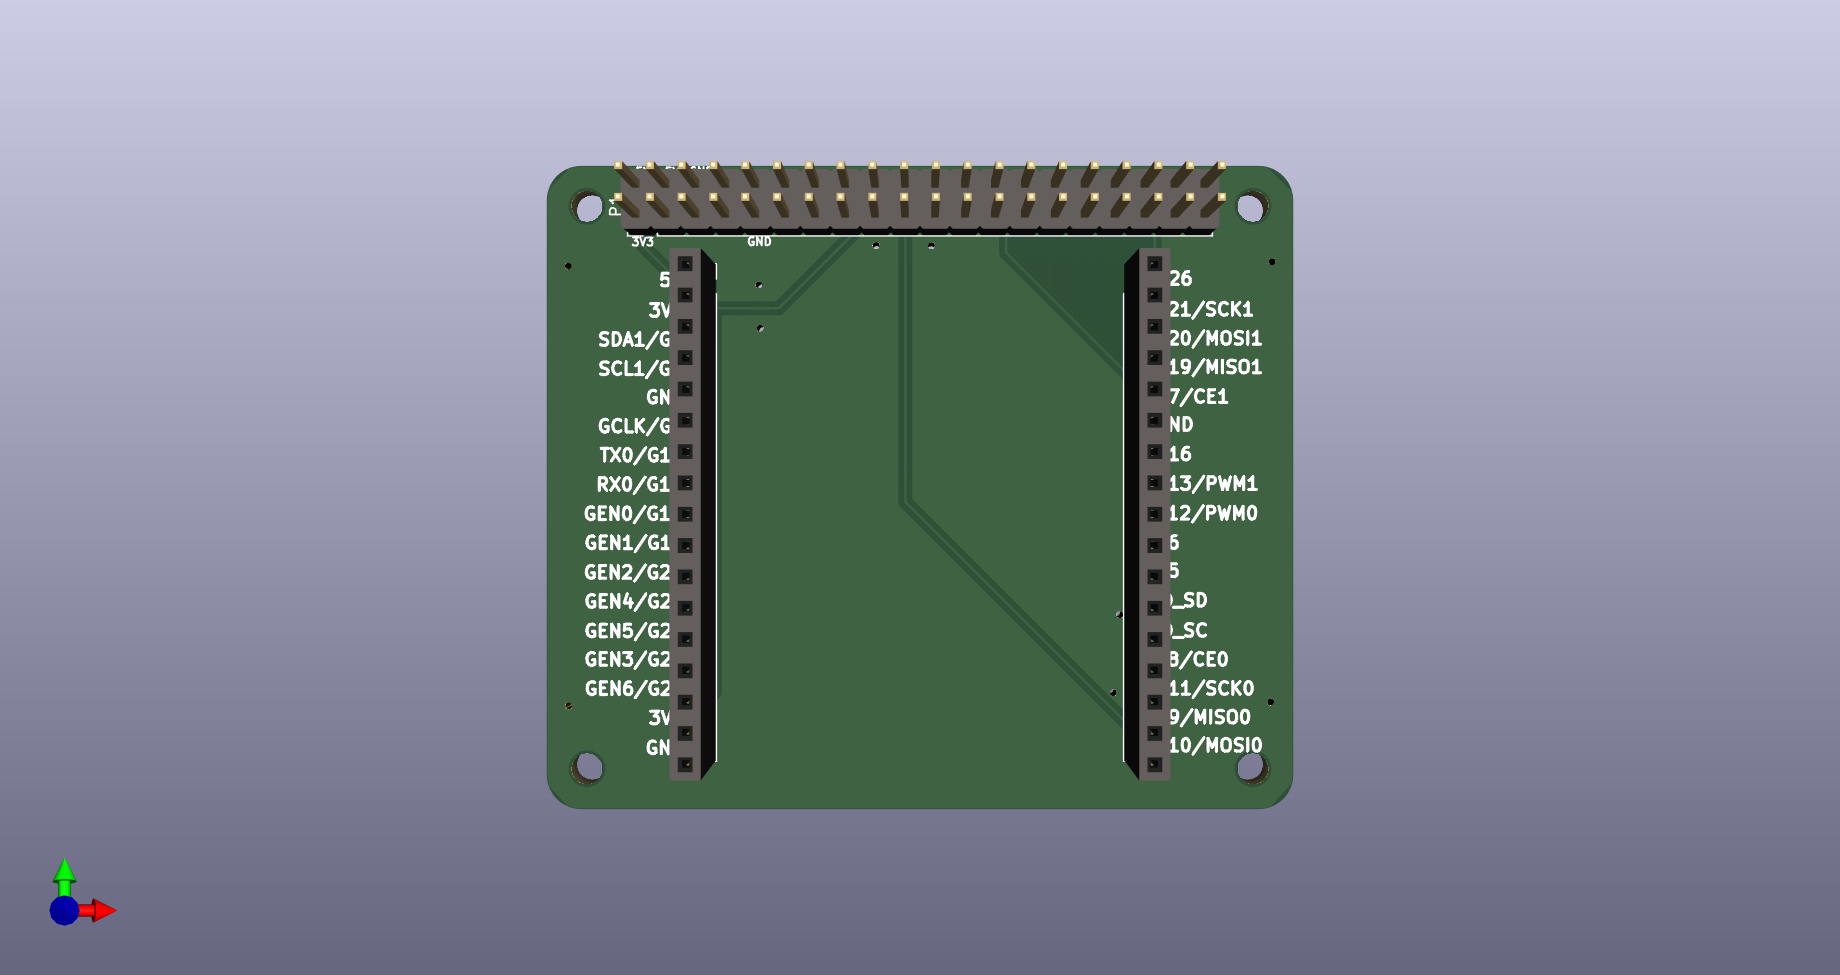 P1
3V3 GND
5
3V
SDA1/G
SCL1/G
GN
GCLK/G
TX0/G1
RX0/G1
GEN0/G1
GEN1/G1
GEN2/G2
GEN4/G2
GEN5/G2
GEN3/G2
GEN6/G2
3V
GN
26
21/SCK1
20/MOSI1
19/MISO1
7/CE1
ND
16
13/PWM1
12/PWM0
6
5
_SD
_SC
8/CE0
11/SCK0
9/MISO0
10/MOSI0